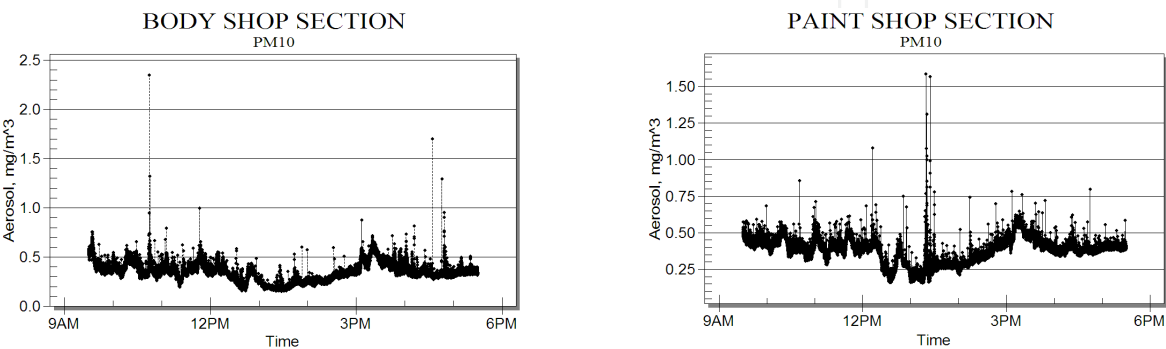 BODY SHOP SECTION
PM10
Aerosol, mg/m^3
2.5
2.0
1.5
1.0
0.5
0.0
9AM 12PM 3PM 6PM
Time
PAINT SHOP SECTION
PM10
Aerosol, mg/m^3
1.50
1.25
1.00
0.75
0.50
0.25
9AM 12PM 3PM 6PM
Time